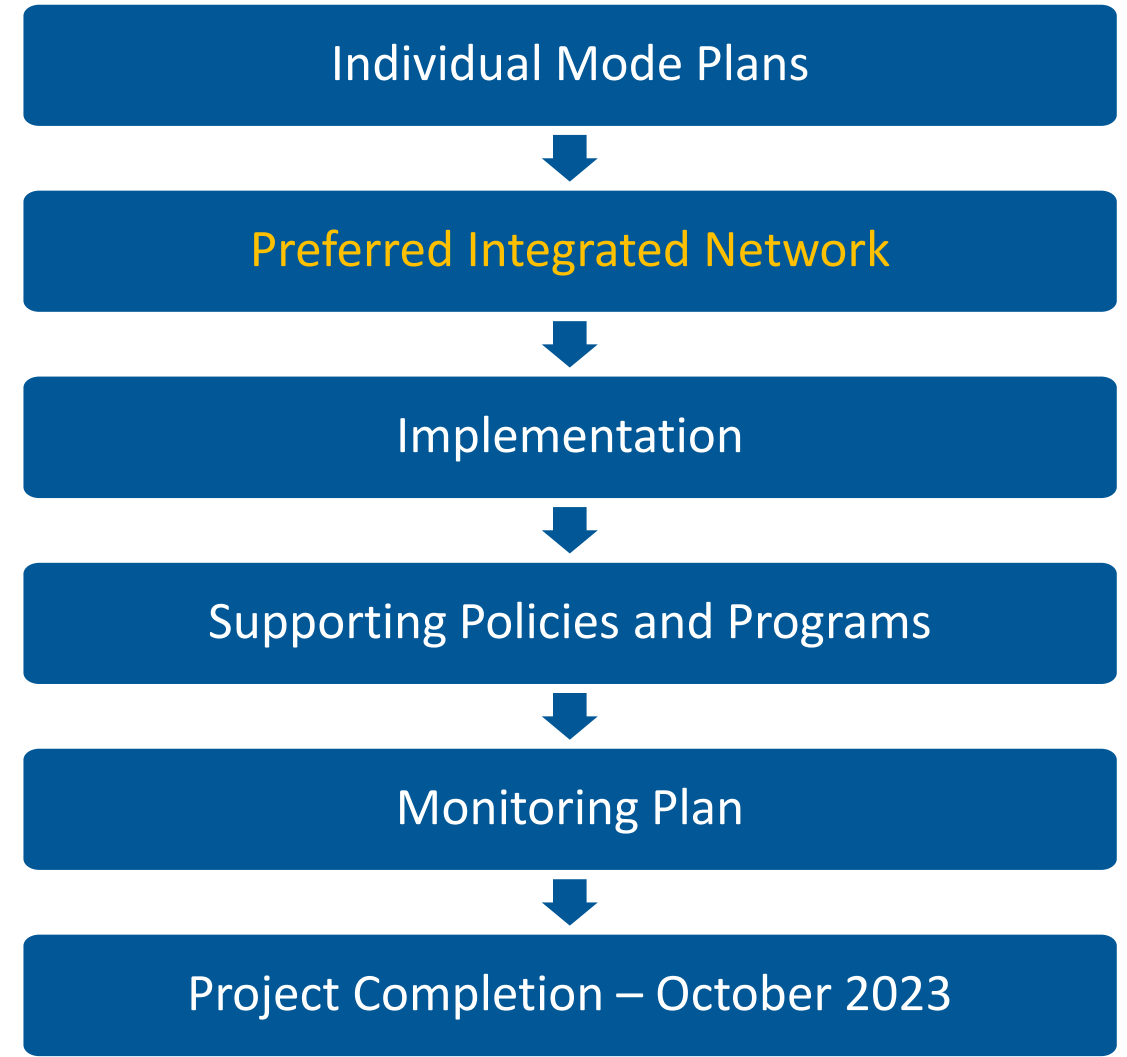 Individual Mode Plans
Preferred Integrated Network
Implementation
Supporting Policies and Programs
Monitoring Plan
Project Completion – October 2023